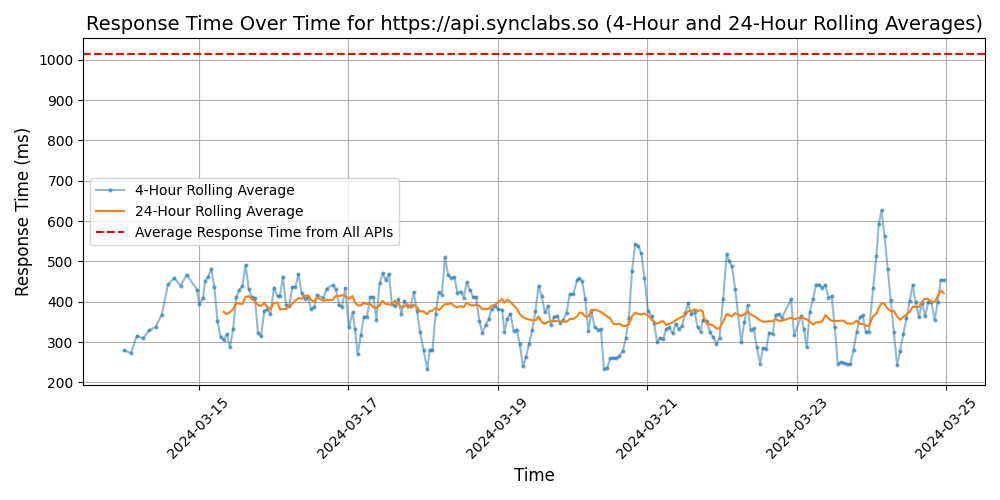 Response Time Over Time for https://api.synclabs.so (4-Hour and 24-Hour Rolling Averages)
Response Time (ms)
1000
900
800
700
600
500
400
300
200
4-Hour Rolling Average
24-Hour Rolling Average
Average Response Time from All APIs
2024-03-15
2024-03-17
2024-03-19
2024-03-21
2024-03-23
2024-03-25
Time